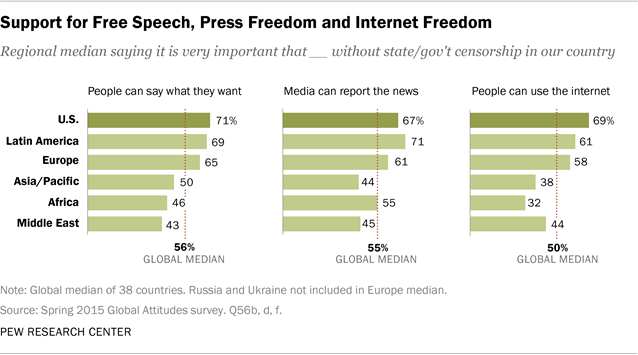 Support for Free Speech, Press Freedom and Internet Freedom
Regional median saying it is very important that __ without state/gov't censorship in our country
People can say what they want
Media can report the news
People can use the internet
U.S. 71% 67% 69%
Latin America 69 71 61
Europe 65 61 58
Asia/Pacific 50 44 38
Africa 46 55 32
Middle East 43 45 44
56% 55% 50%
GLOBAL MEDIAN GLOBAL MEDIAN GLOBAL MEDIAN
Note: Global median of 38 countries. Russia and Ukraine not included in Europe median.
Source: Spring 2015 Global Attitudes survey. Q56b, d, f.
PEW RESEARCH CENTER